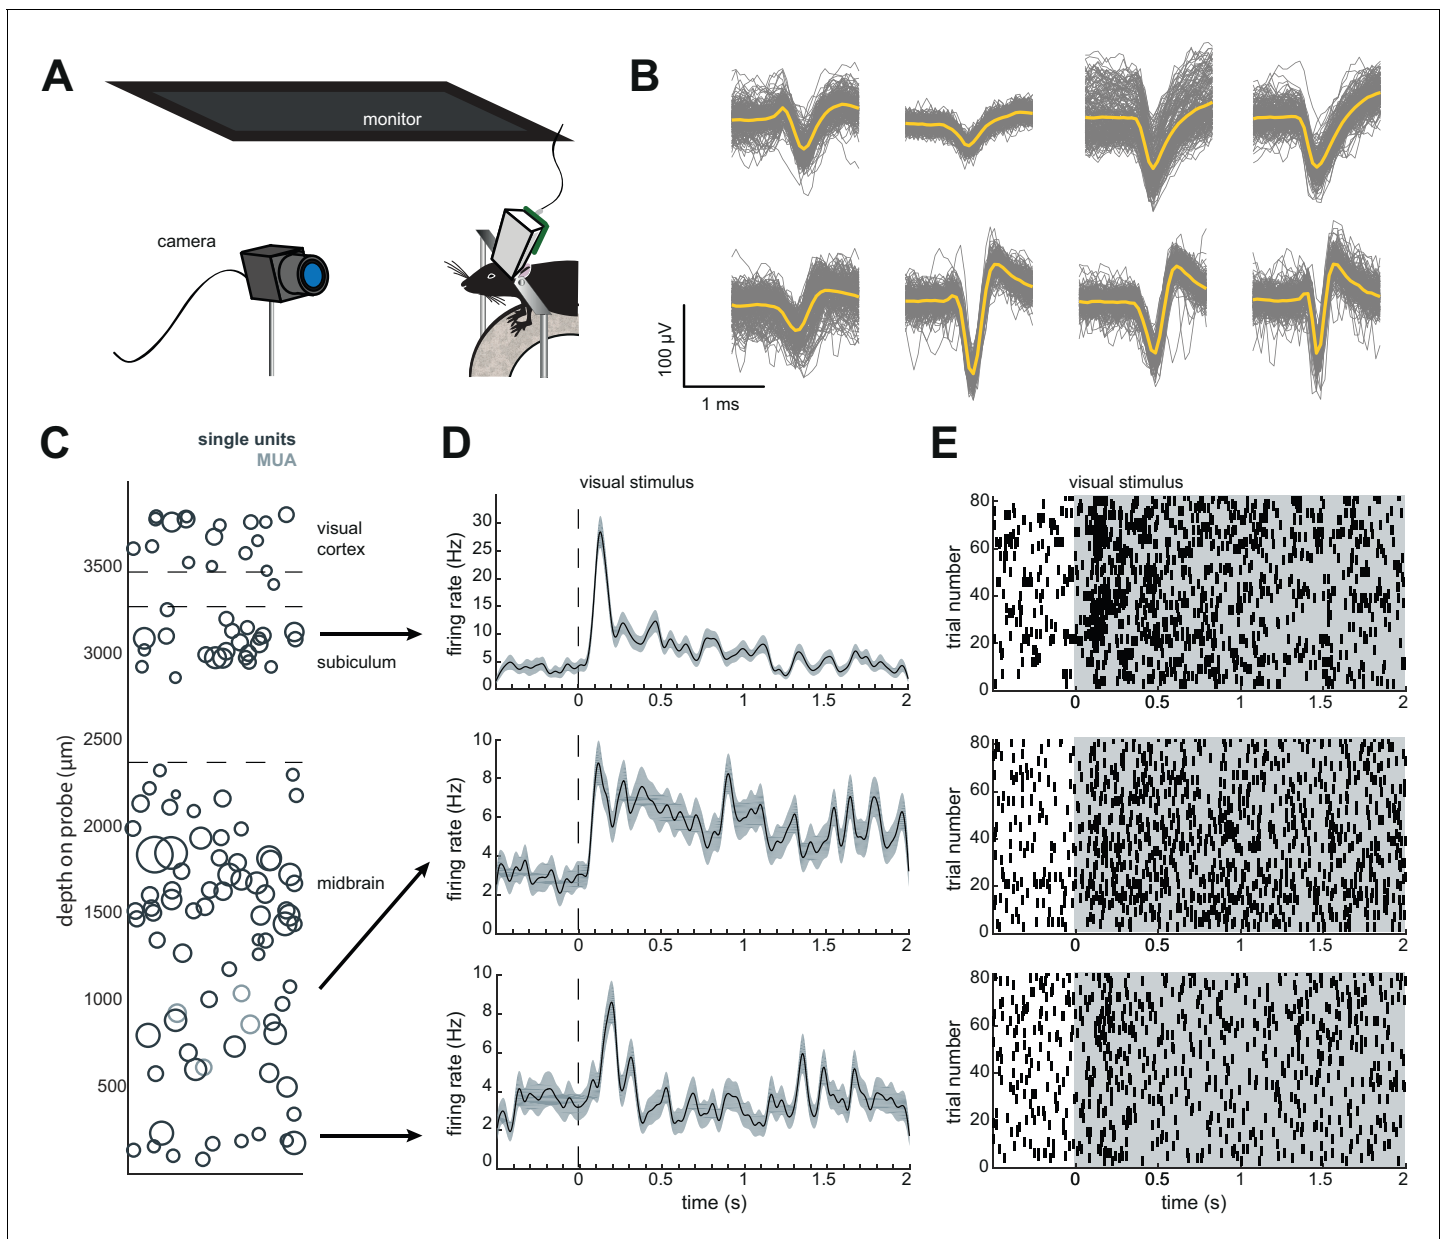 A
monitor
camera
B
100 µV
1 ms
C
single units
MUA
visual
cortex
subiculum
midbrain
depth on probe (µm)
3500
3000
2500
2000
1500
1000
500
D
visual stimulus
firing rate (Hz)
30
25
20
15
10
5
0
0 0.5 1 1.5 2
firing rate (Hz)
10
8
6
4
2
0
0 0.5 1 1.5 2
firing rate (Hz)
10
8
6
4
2
0
0 0.5 1 1.5 2
time (s)
E
visual stimulus
trial number
80
60
40
20
0
0 0.5 1 1.5 2
trial number
80
60
40
20
0
0 0.5 1 1.5 2
trial number
80
60
40
20
0
0 0.5 1 1.5 2
time (s)